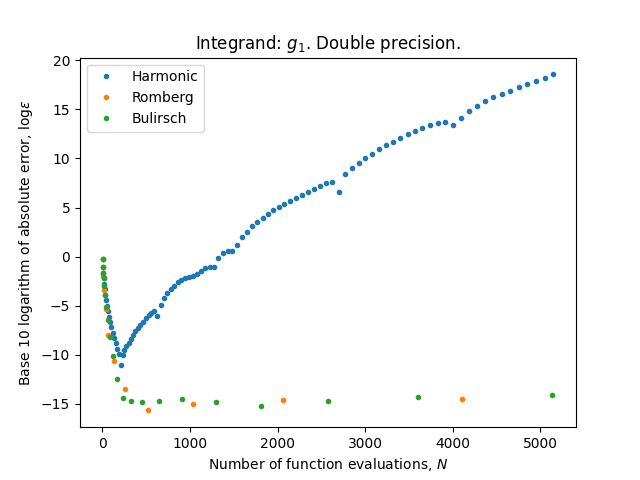 Integrand: g₁. Double precision.
Harmonic
Romberg
Bulirsch
Base 10 logarithm of absolute error, logε
20
15
10
5
0
−5
−10
−15
0 1000 2000 3000 4000 5000
Number of function evaluations, N